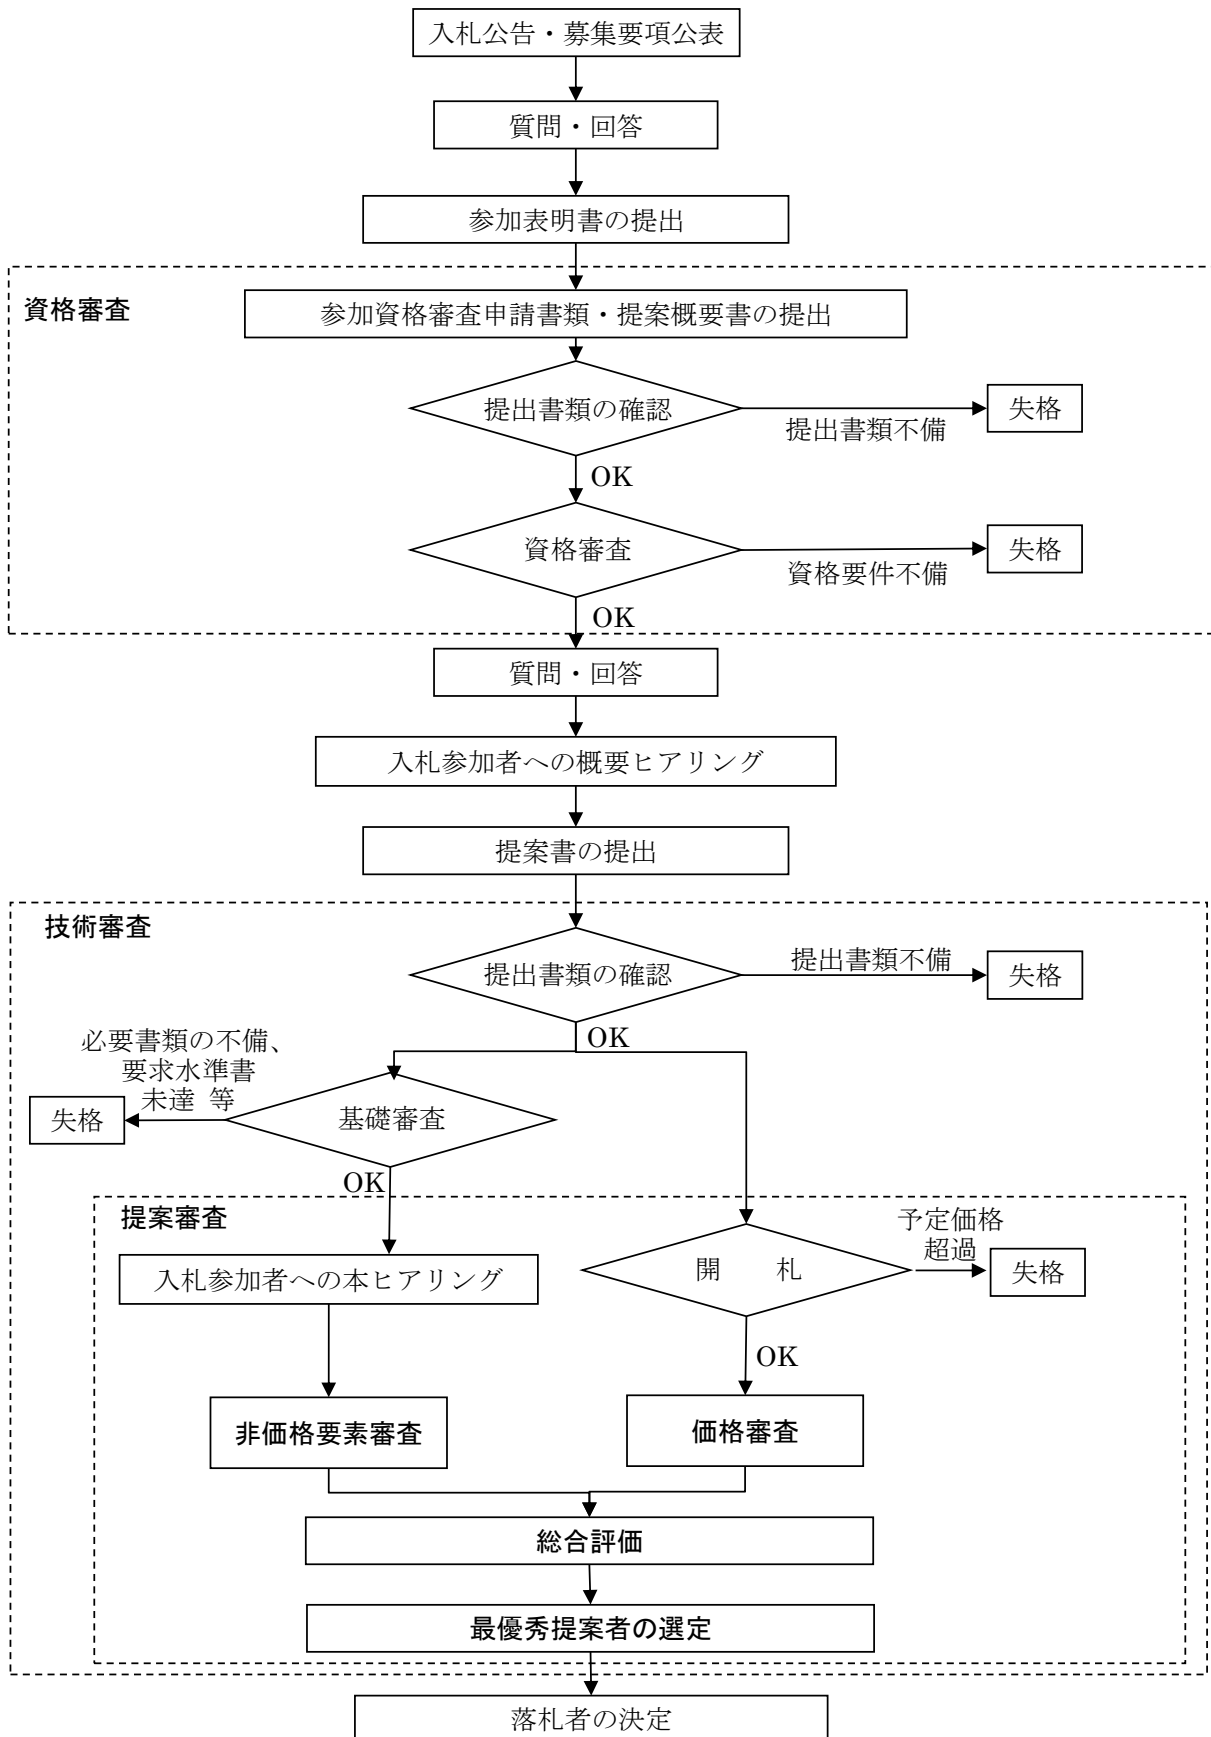 入札公告・募集要項公表
質問・回答
参加表明書の提出
資格審査
参加資格審査申請書類・提案概要書の提出
提出書類の確認
失格
提出書類不備
OK
資格審査
失格
資格要件不備
OK
質問・回答
入札参加者への概要ヒアリング
提案書の提出
技術審査
提出書類の確認
提出書類不備
失格
OK
必要書類の不備、
要求水準書
未達 等
失格
基礎審査
OK
提案審査
予定価格
超過
入札参加者への本ヒアリング
開　札
失格
OK
非価格要素審査
価格審査
総合評価
最優秀提案者の選定
落札者の決定